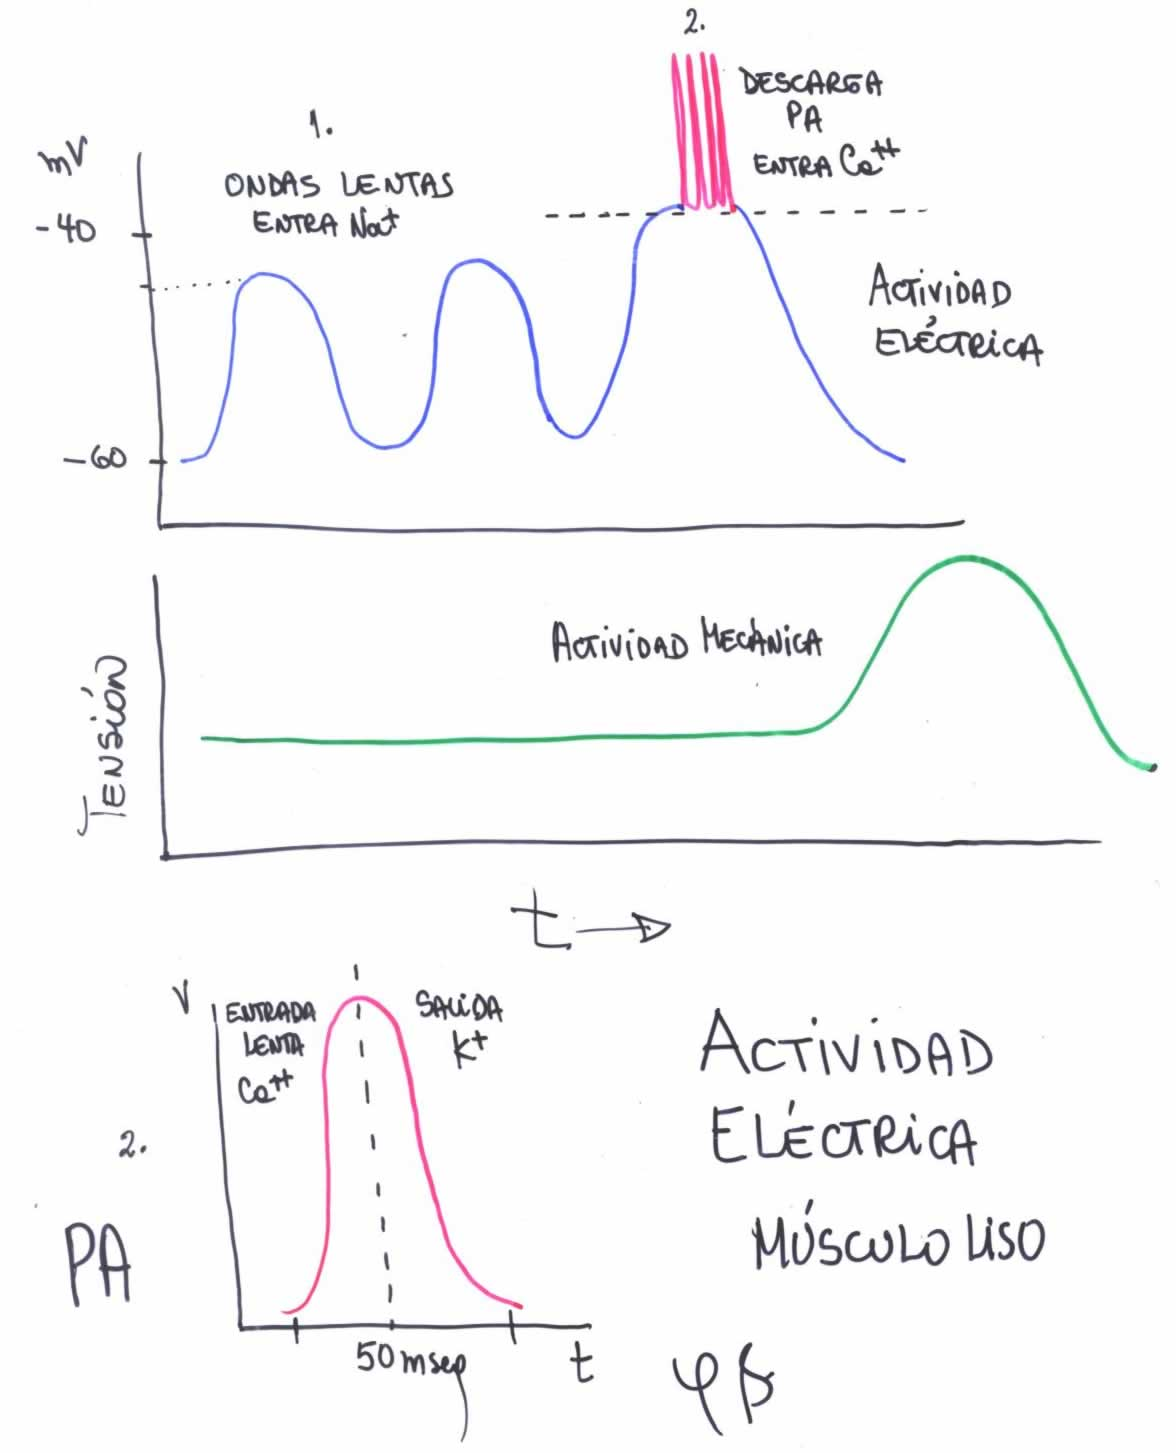 2.
DESCARGA
PA
ENTRA Ca++
1.
ONDAS LENTAS
ENTRA Na+
mV
-40
-60
ACTIVIDAD
ELÉCTRICA
ACTIVIDAD MECÁNICA
TENSIÓN
t
V
ENTRADA
LENTA
Ca++
SALIDA
K+
2.
PA
50 mseg
t
ACTIVIDAD
ELÉCTRICA
MÚSCULO LISO
φβ